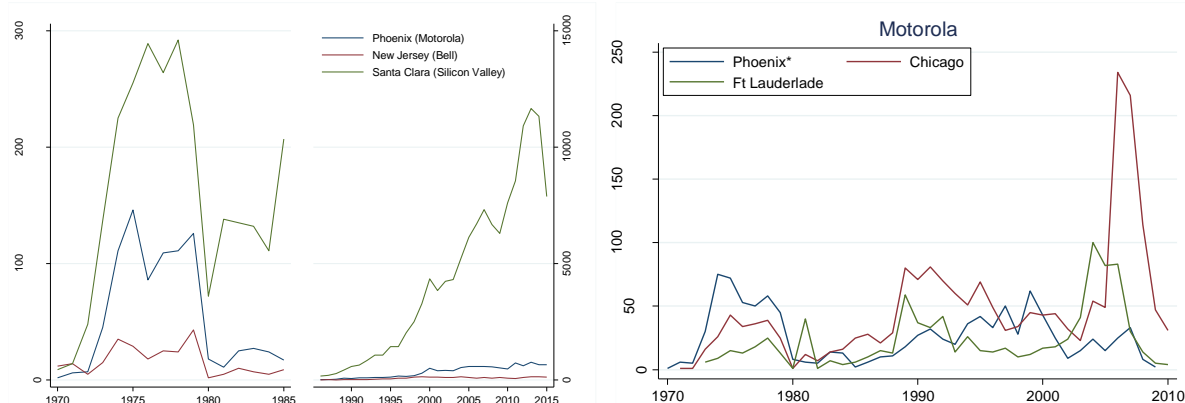 300
200
100
0
1970 1975 1980 1985
Phoenix (Motorola)
New Jersey (Bell)
Santa Clara (Silicon Valley)
15000
10000
5000
0
1990 1995 2000 2005 2010 2015
Motorola
Phoenix* Chicago
Ft Lauderlade
250
200
150
100
50
0
1970 1980 1990 2000 2010